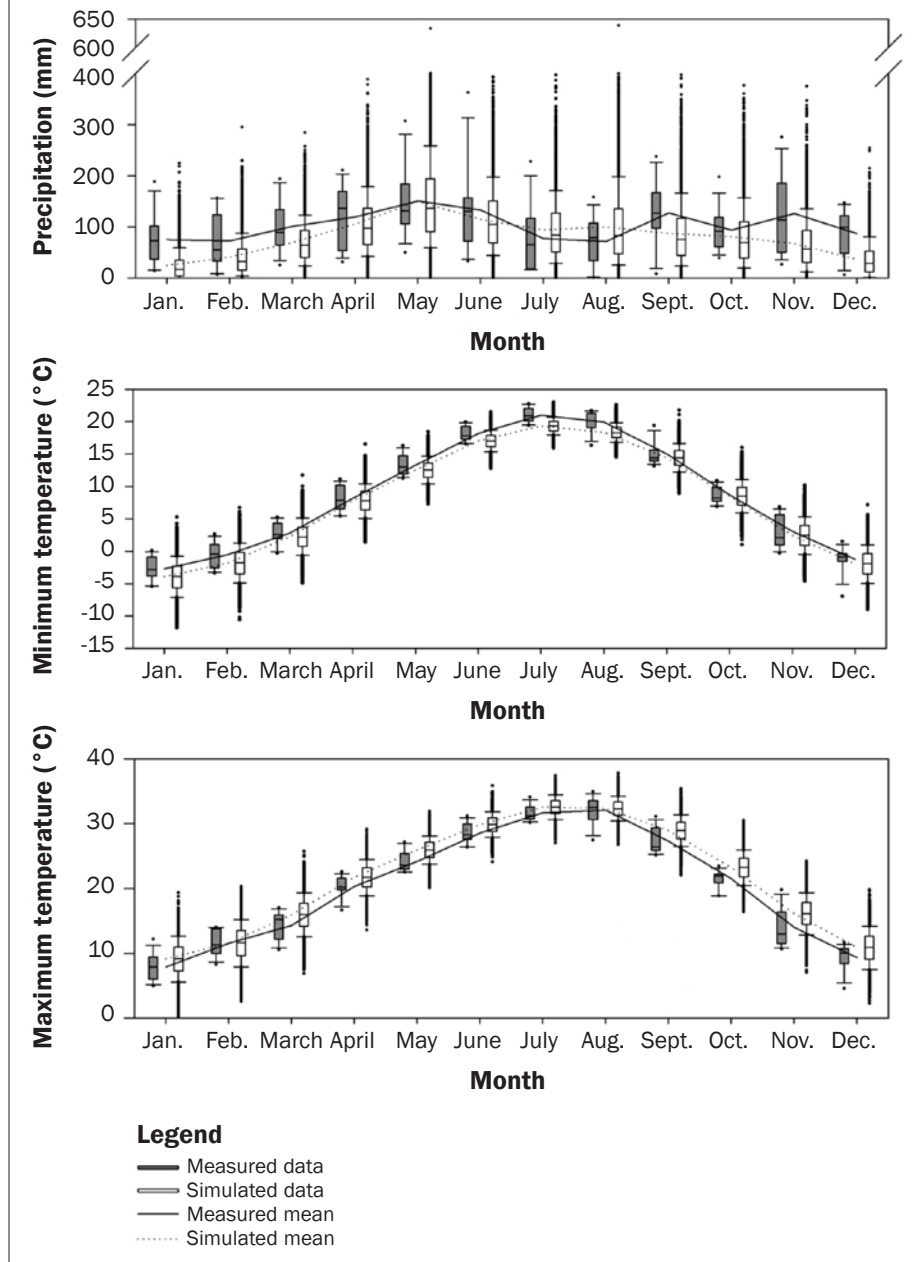 Precipitation (mm)
650
600
400
300
200
100
0
Jan. Feb. March April May June July Aug. Sept. Oct. Nov. Dec.
Month
Minimum temperature (°C)
25
20
15
10
5
0
-5
-10
-15
Jan. Feb. March April May June July Aug. Sept. Oct. Nov. Dec.
Month
Maximum temperature (°C)
40
30
20
10
0
Jan. Feb. March April May June July Aug. Sept. Oct. Nov. Dec.
Month
Legend
Measured data
Simulated data
Measured mean
Simulated mean